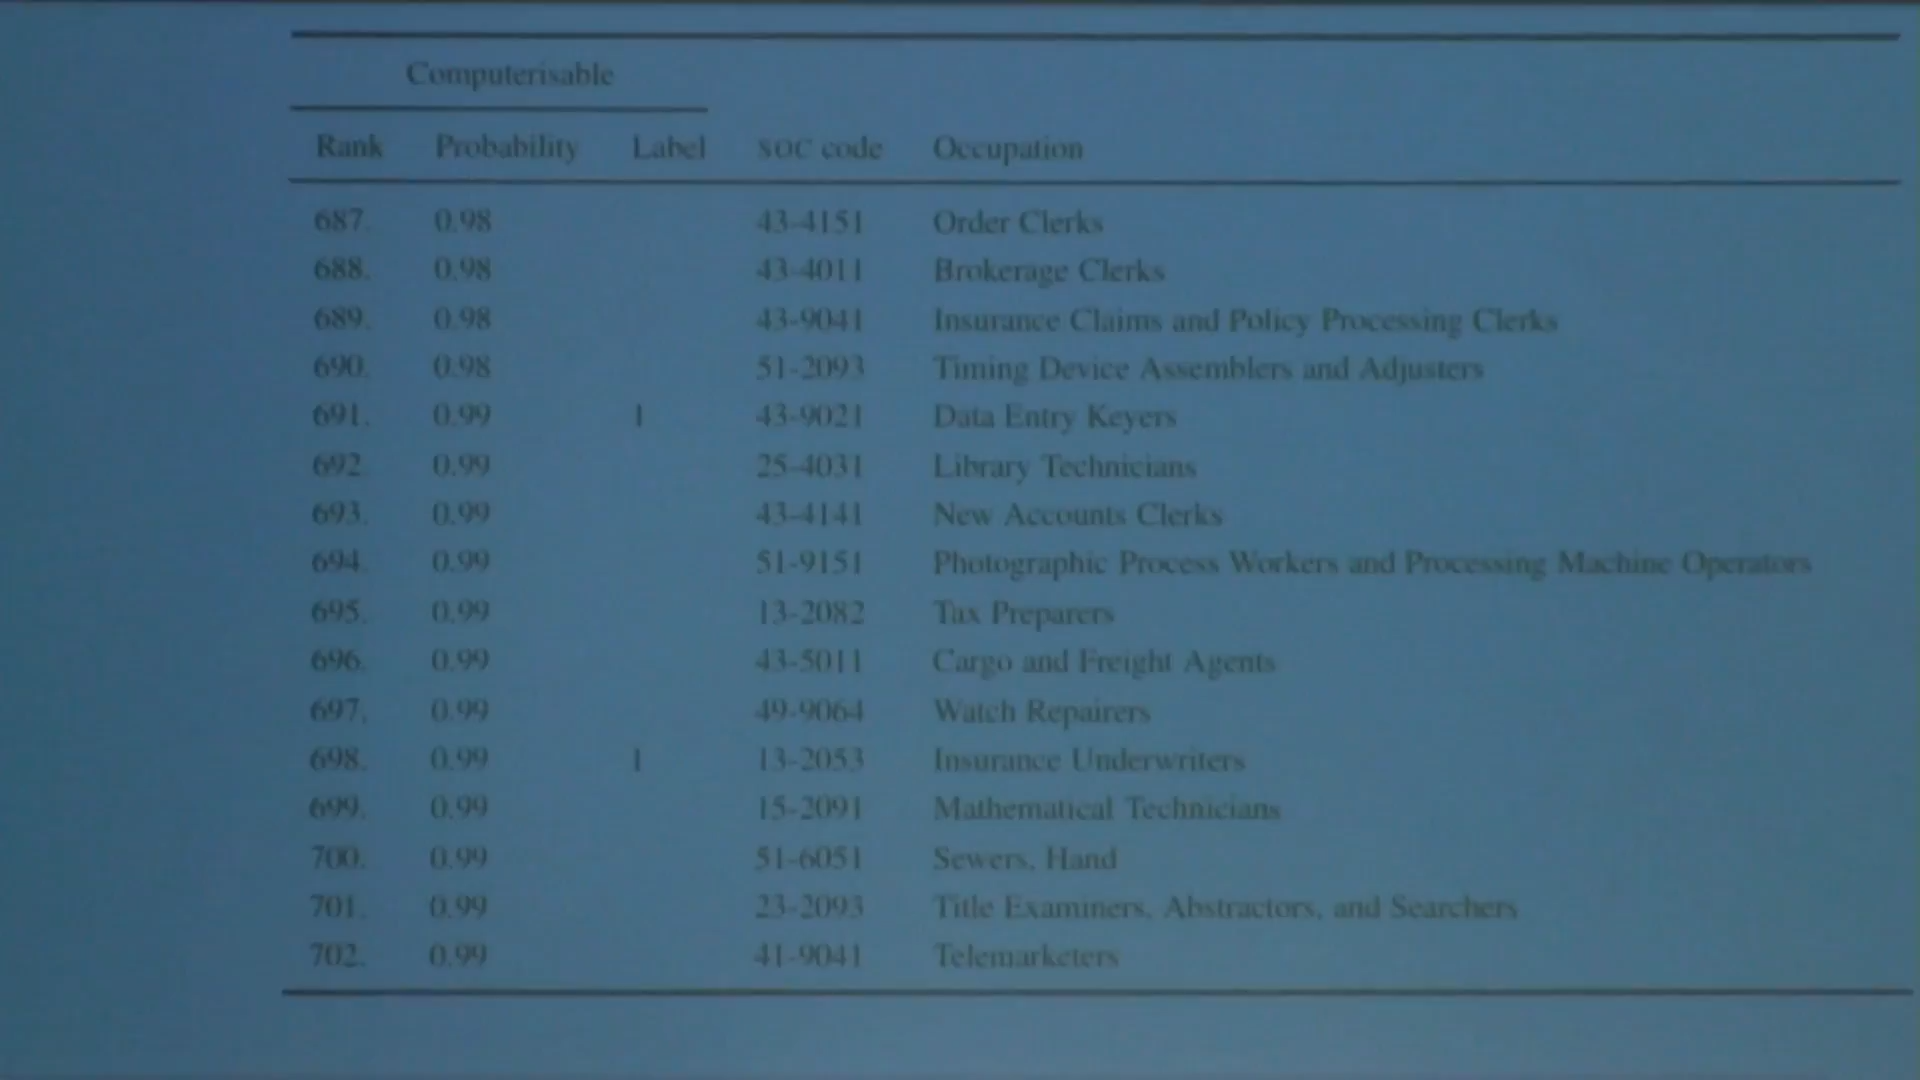 Computerisable
Rank Probability Label SOC code Occupation
687. 0.98 43-4151 Order Clerks
688. 0.98 43-4011 Brokerage Clerks
689. 0.98 43-9041 Insurance Claims and Policy Processing Clerks
690. 0.98 51-2093 Timing Device Assemblers and Adjusters
691. 0.99 1 43-9021 Data Entry Keyers
692. 0.99 25-4031 Library Technicians
693. 0.99 43-4141 New Accounts Clerks
694. 0.99 51-9151 Photographic Process Workers and Processing Machine Operators
695. 0.99 13-2082 Tax Preparers
696. 0.99 43-5011 Cargo and Freight Agents
697. 0.99 49-9064 Watch Repairers
698. 0.99 1 13-2053 Insurance Underwriters
699. 0.99 15-2091 Mathematical Technicians
700. 0.99 51-6051 Sewers, Hand
701. 0.99 23-2093 Title Examiners, Abstractors, and Searchers
702. 0.99 41-9041 Telemarketers